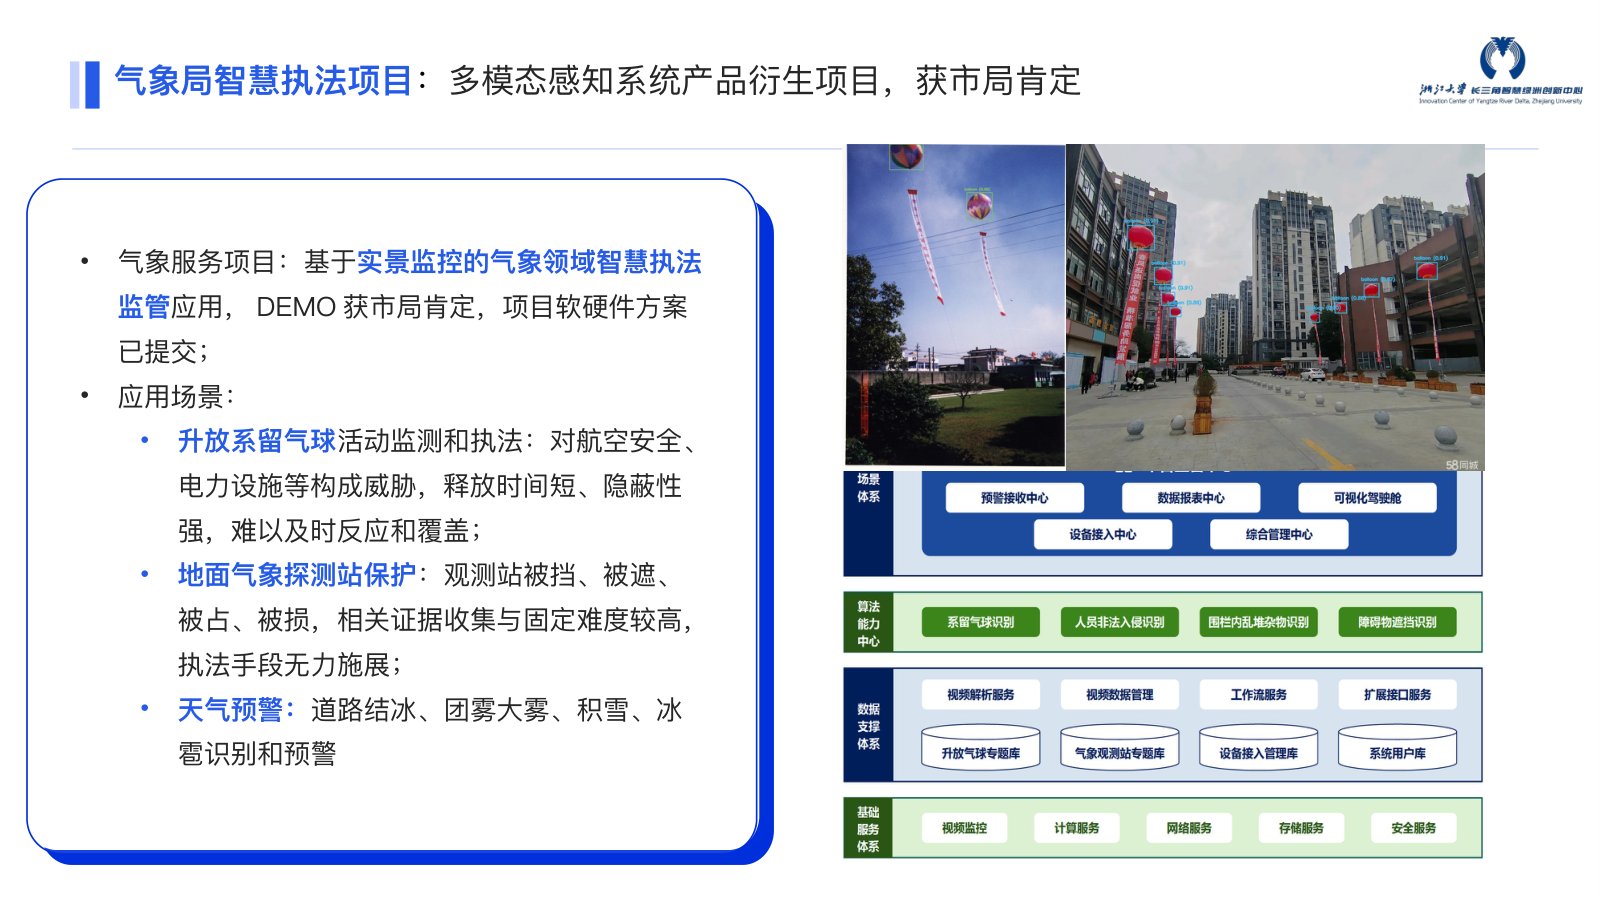 气象局智慧执法项目：多模态感知系统产品衍生项目，获市局肯定
浙江大学 长三角智慧绿洲创新中心
Innovation Center of Yangtze River Delta, Zhejiang University
• 气象服务项目：基于实景监控的气象领域智慧执法
监管应用， DEMO 获市局肯定，项目软硬件方案
已提交；
• 应用场景：
• 升放系留气球活动监测和执法：对航空安全、
电力设施等构成威胁，释放时间短、隐蔽性
强，难以及时反应和覆盖；
• 地面气象探测站保护：观测站被挡、被遮、
被占、被损，相关证据收集与固定难度较高，
执法手段无力施展；
• 天气预警：道路结冰、团雾大雾、积雪、冰
雹识别和预警
58同城
场景
体系
预警接收中心 数据报表中心 可视化驾驶舱
设备接入中心 综合管理中心
算法
能力
中心
系留气球识别 人员非法入侵识别 围栏内乱堆杂物识别 障碍物遮挡识别
数据
支撑
体系
视频解析服务 视频数据管理 工作流服务 扩展接口服务
升放气球专题库 气象观测站专题库 设备接入管理库 系统用户库
基础
服务
体系
视频监控 计算服务 网络服务 存储服务 安全服务